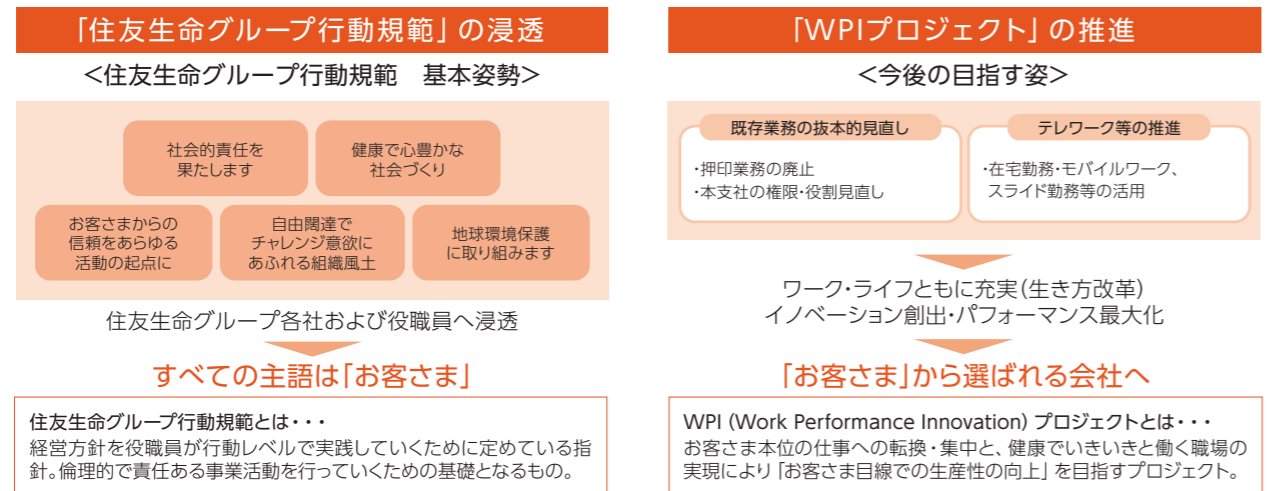 「住友生命グループ行動規範」の浸透
<住友生命グループ行動規範　基本姿勢>
社会的責任を
果たします
健康で心豊かな
社会づくり
お客さまからの
信頼をあらゆる
活動の起点に
自由闊達で
チャレンジ意欲に
あふれる組織風土
地球環境保護
に取り組みます
住友生命グループ各社および役職員へ浸透
すべての主語は「お客さま」
住友生命グループ行動規範とは・・・
経営方針を役職員が行動レベルで実践していくために定めている指
針。倫理的で責任ある事業活動を行っていくための基礎となるもの。
「WPIプロジェクト」の推進
<今後の目指す姿>
既存業務の抜本的見直し
・押印業務の廃止
・本支社の権限・役割見直し
テレワーク等の推進
・在宅勤務・モバイルワーク、
スライド勤務等の活用
ワーク・ライフともに充実(生き方改革)
イノベーション創出・パフォーマンス最大化
「お客さま」から選ばれる会社へ
WPI (Work Performance Innovation) プロジェクトとは・・・
お客さま本位の仕事への転換・集中と、健康でいきいきと働く職場の
実現により「お客さま目線での生産性の向上」を目指すプロジェクト。